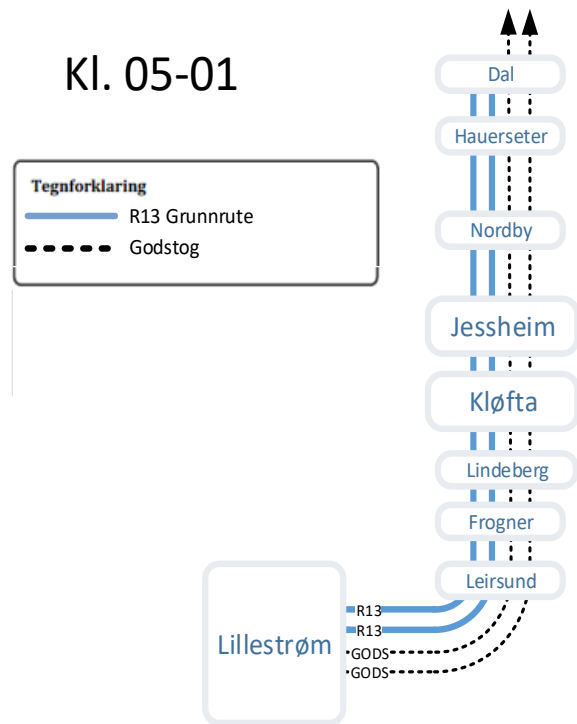 Kl. 05-01
Tegnforklaring
R13 Grunnrute
Godstog
Dal
Hauerseter
Nordby
Jessheim
Kløfta
Lindeberg
Frogner
Leirsund
Lillestrøm
R13
R13
GODS
GODS